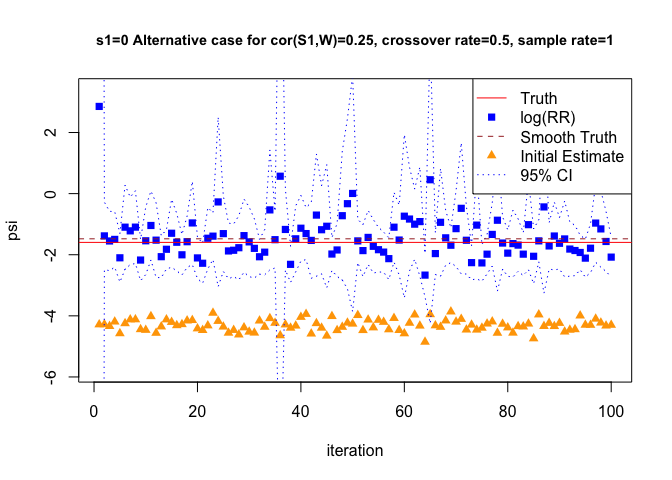 s1=0 Alternative case for cor(S1,W)=0.25, crossover rate=0.5, sample rate=1
Truth
log(RR)
Smooth Truth
Initial Estimate
95% CI
psi
2
0
-2
-4
-6
0 20 40 60 80 100
iteration